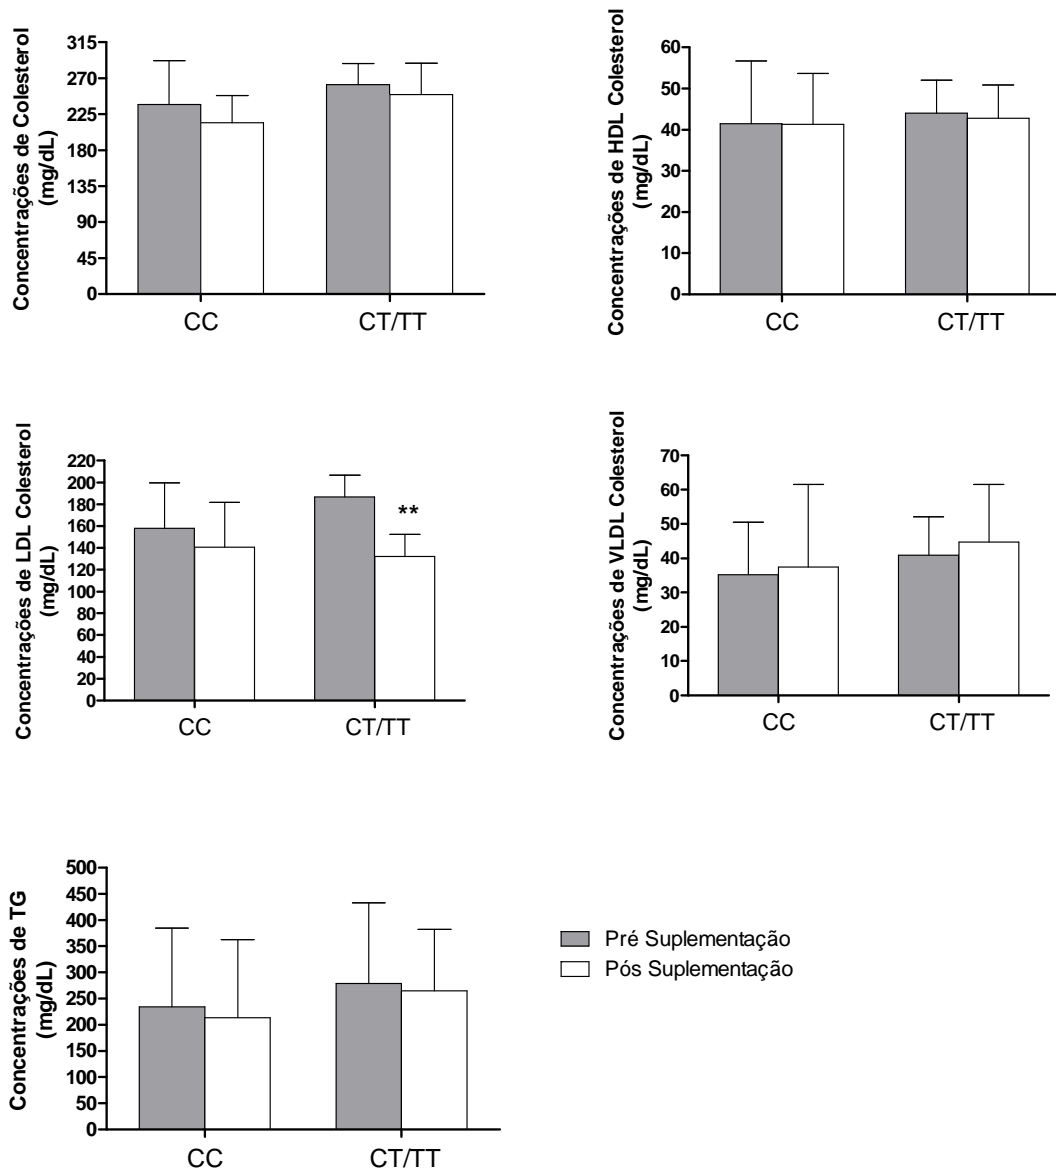 Concentrações de Colesterol
(mg/dL)
315
270
225
180
135
90
45
0
CC
CT/TT
Concentrações de HDL Colesterol
(mg/dL)
60
50
40
30
20
10
0
CC
CT/TT
Concentrações de LDL Colesterol
(mg/dL)
220
200
180
160
140
120
100
80
60
40
20
0
**
CC
CT/TT
Concentrações de VLDL Colesterol
(mg/dL)
70
60
50
40
30
20
10
0
CC
CT/TT
Concentrações de TG
(mg/dL)
500
450
400
350
300
250
200
150
100
50
0
CC
CT/TT
Pré Suplementação
Pós Suplementação